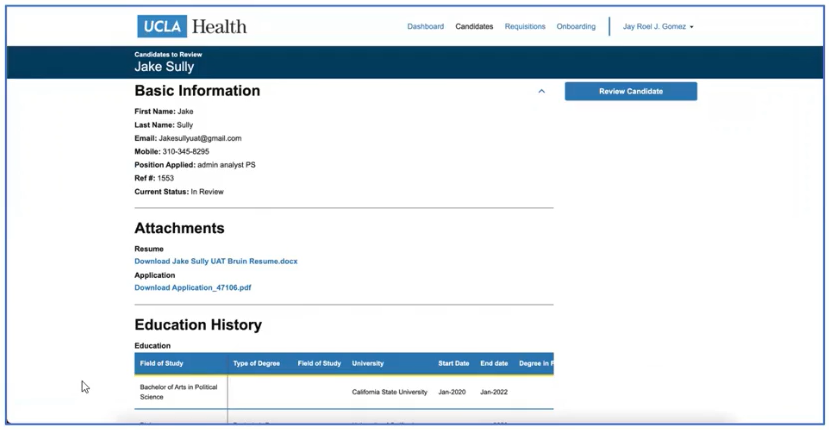 UCLA Health
Dashboard Candidates Requisitions Onboarding Jay Roel J. Gomez
Candidates to Review
Jake Sully
Basic Information
Review Candidate
First Name: Jake
Last Name: Sully
Email: Jakesullyuat@gmail.com
Mobile: 310-345-8295
Position Applied: admin analyst PS
Ref #: 1553
Current Status: In Review
Attachments
Resume
Download Jake Sully UAT Bruin Resume.docx
Application
Download Application_47106.pdf
Education History
Education
Field of Study Type of Degree Field of Study University Start Date End date Degree in
Bachelor of Arts in Political
Science
California State University Jan-2020 Jan-2022